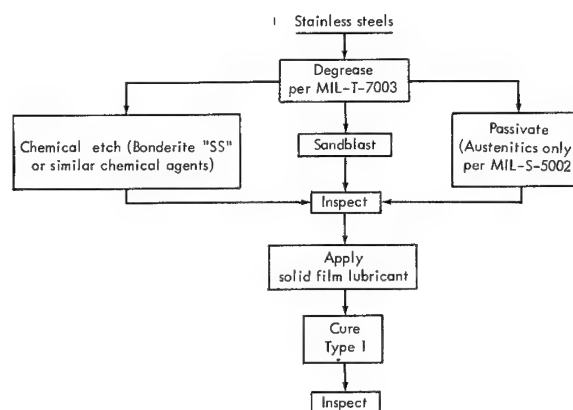 Stainless steels
Degrease
per MIL-T-7003
Chemical etch (Bonderite "SS"
or similar chemical agents)
Sandblast
Passivate
(Austenitics only
per MIL-S-5002
Inspect
Apply
solid film lubricant
Cure
Type I
Inspect